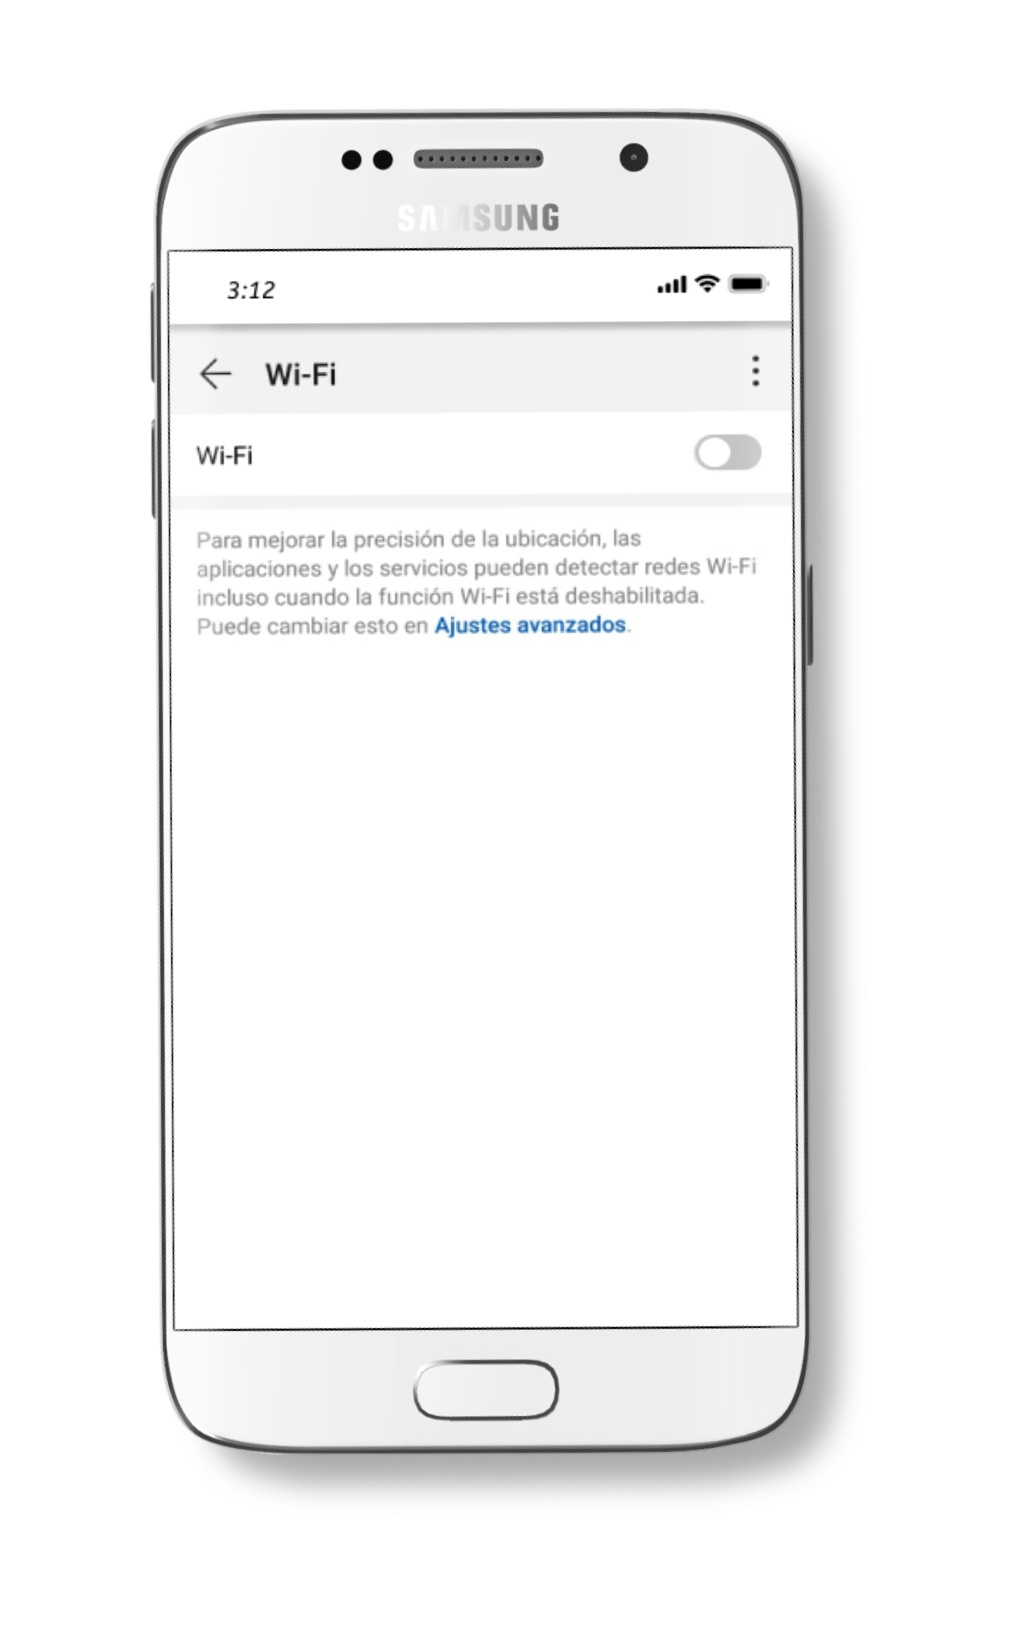 SAMSUNG
3:12
Wi-Fi
Wi-Fi
Para mejorar la precisión de la ubicación, las
aplicaciones y los servicios pueden detectar redes Wi-Fi
incluso cuando la función Wi-Fi está deshabilitada.
Puede cambiar esto en Ajustes avanzados.